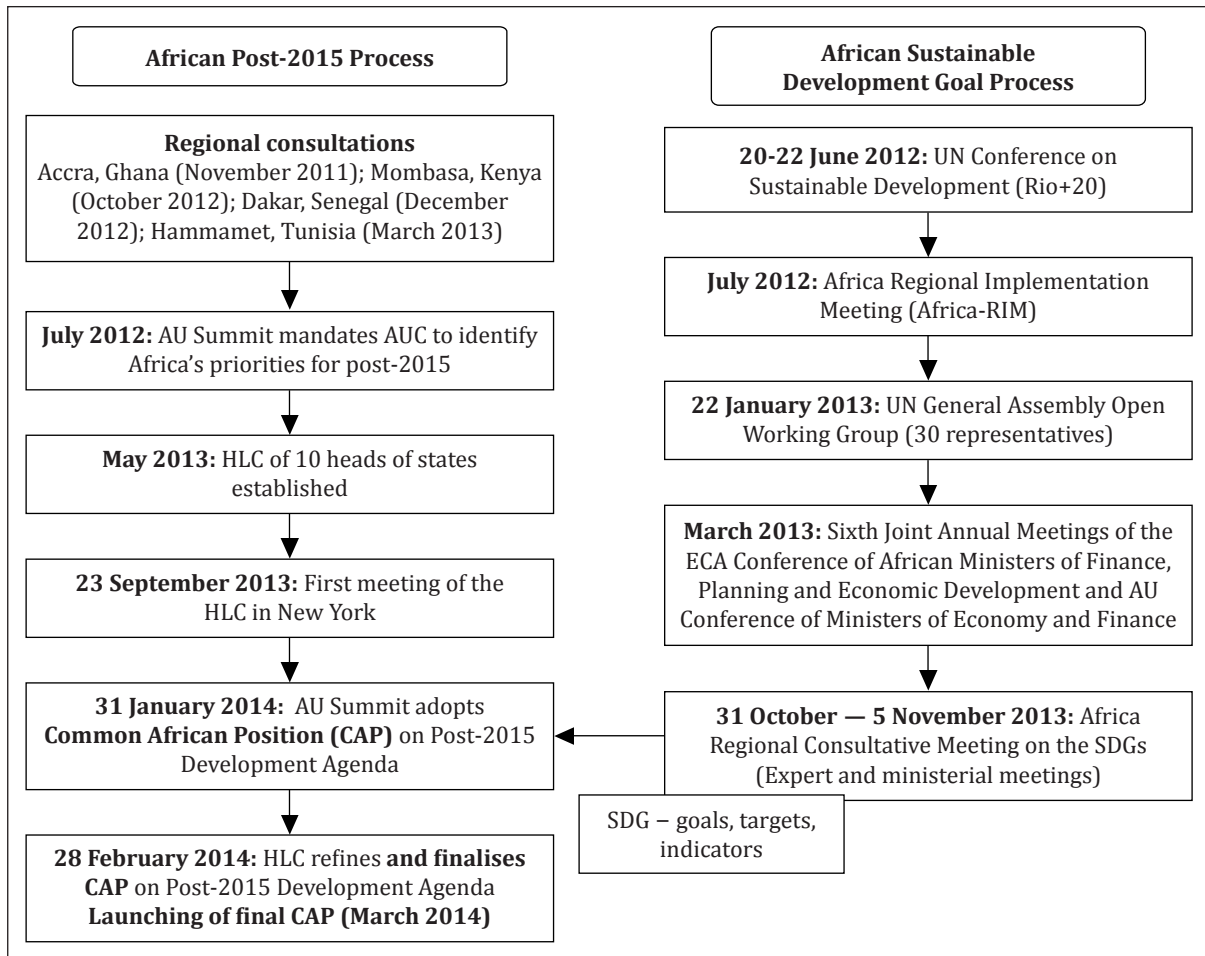 African Post-2015 Process
Regional consultations
Accra, Ghana (November 2011); Mombasa, Kenya
(October 2012); Dakar, Senegal (December
2012); Hammamet, Tunisia (March 2013)
July 2012: AU Summit mandates AUC to identify
Africa’s priorities for post-2015
May 2013: HLC of 10 heads of states
established
23 September 2013: First meeting of the
HLC in New York
31 January 2014: AU Summit adopts
Common African Position (CAP) on Post-2015
Development Agenda
28 February 2014: HLC refines and finalises
CAP on Post-2015 Development Agenda
Launching of final CAP (March 2014)
African Sustainable
Development Goal Process
20-22 June 2012: UN Conference on
Sustainable Development (Rio+20)
July 2012: Africa Regional Implementation
Meeting (Africa-RIM)
22 January 2013: UN General Assembly Open
Working Group (30 representatives)
March 2013: Sixth Joint Annual Meetings of the
ECA Conference of African Ministers of Finance,
Planning and Economic Development and AU
Conference of Ministers of Economy and Finance
31 October — 5 November 2013: Africa
Regional Consultative Meeting on the SDGs
(Expert and ministerial meetings)
SDG – goals, targets,
indicators